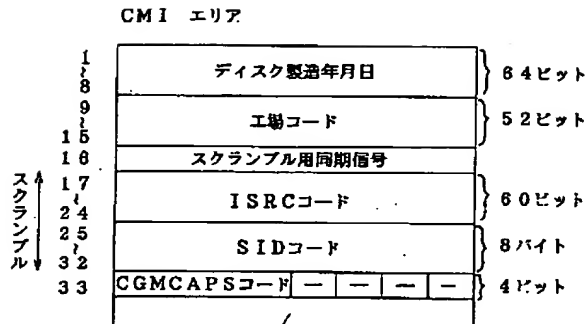 CMI エリア
1
~
8
ディスク製造年月日
64ビット
9
~
15
工場コード
52ビット
16
スクランブル用同期信号
スクランブル
17
~
24
ISRCコード
60ビット
25
~
32
SIDコード
8バイト
33
CGMCAPSコード - - - -
4ビット